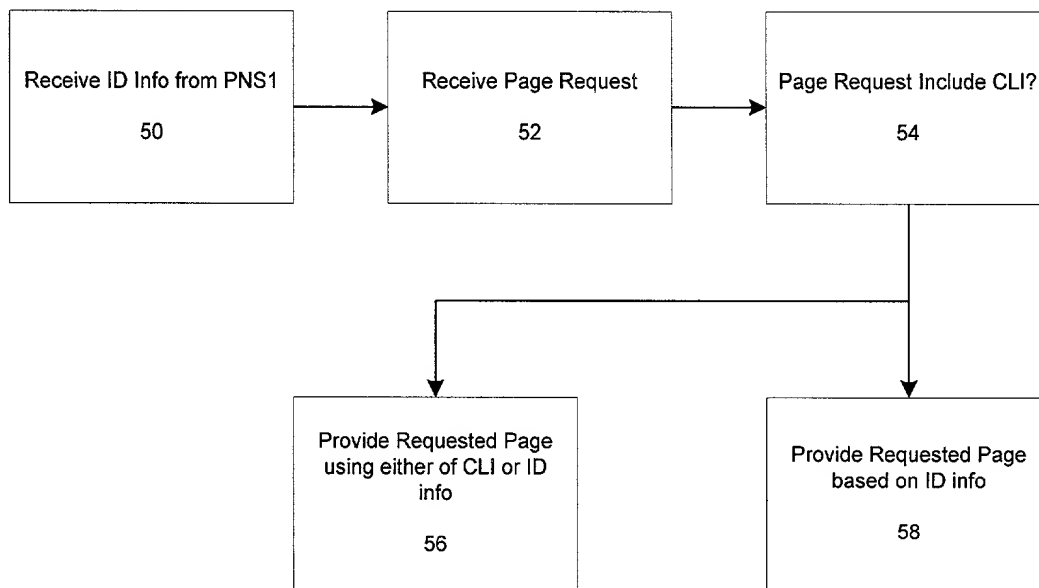 Receive ID Info from PNS1
50
Receive Page Request
52
Page Request Include CLI?
54
Provide Requested Page
using either of CLI or ID
info
56
Provide Requested Page
based on ID info
58